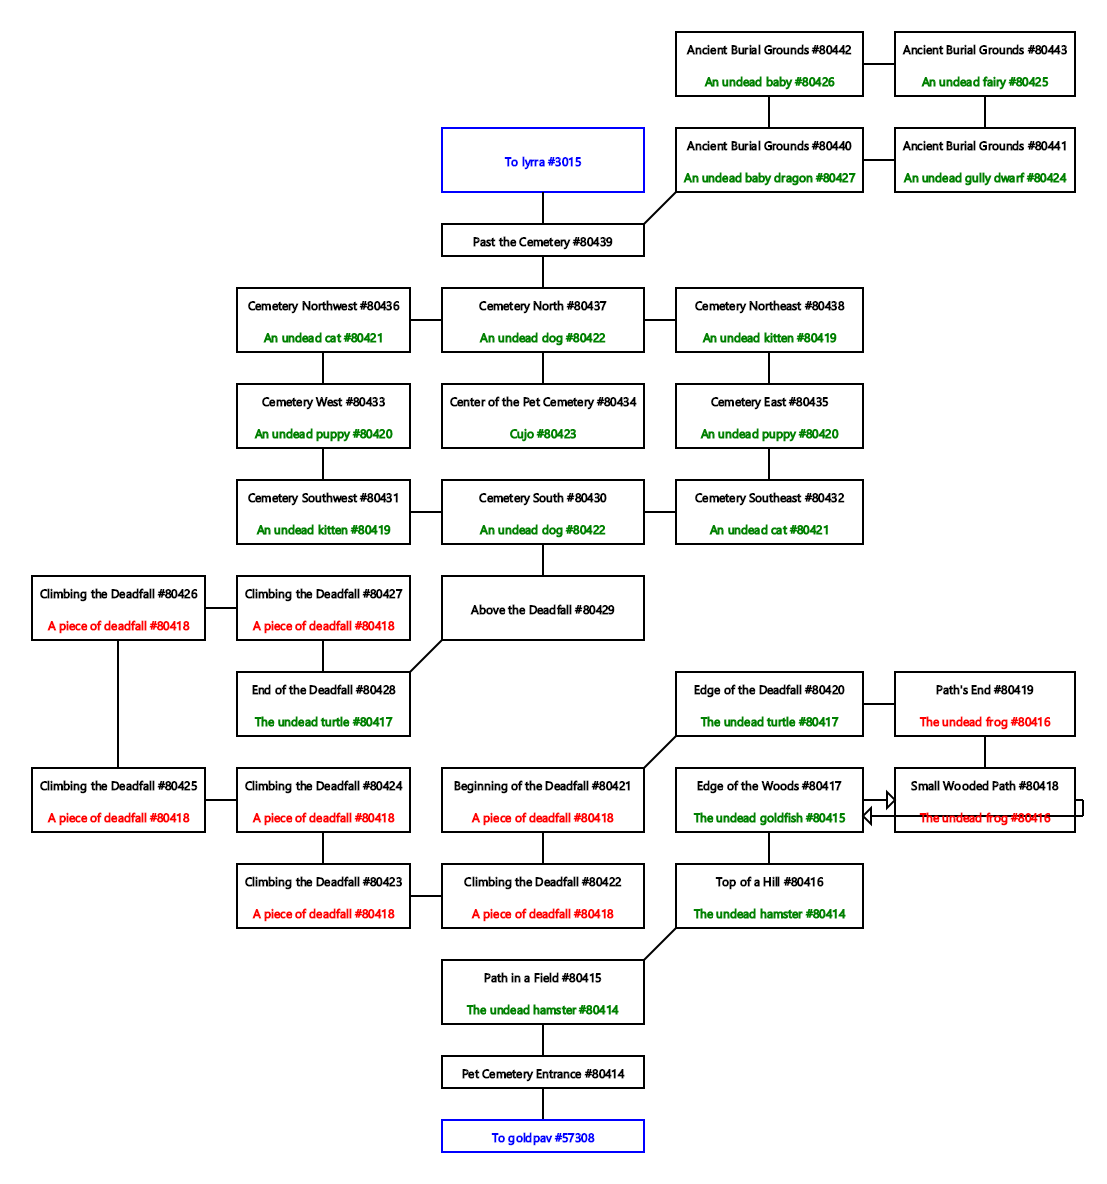 Ancient Burial Grounds #80442
An undead baby #80426
Ancient Burial Grounds #80443
An undead fairy #80425
To lyrra #3015
Ancient Burial Grounds #80440
An undead baby dragon #80427
Ancient Burial Grounds #80441
An undead gully dwarf #80424
Past the Cemetery #80439
Cemetery Northwest #80436
An undead cat #80421
Cemetery North #80437
An undead dog #80422
Cemetery Northeast #80438
An undead kitten #80419
Cemetery West #80433
An undead puppy #80420
Center of the Pet Cemetery #80434
Cujo #80423
Cemetery East #80435
An undead puppy #80420
Cemetery Southwest #80431
An undead kitten #80419
Cemetery South #80430
An undead dog #80422
Cemetery Southeast #80432
An undead cat #80421
Climbing the Deadfall #80426
A piece of deadfall #80418
Climbing the Deadfall #80427
A piece of deadfall #80418
Above the Deadfall #80429
End of the Deadfall #80428
The undead turtle #80417
Edge of the Deadfall #80420
The undead turtle #80417
Path's End #80419
The undead frog #80416
Climbing the Deadfall #80425
A piece of deadfall #80418
Climbing the Deadfall #80424
A piece of deadfall #80418
Beginning of the Deadfall #80421
A piece of deadfall #80418
Edge of the Woods #80417
The undead goldfish #80415
Small Wooded Path #80418
The undead frog #80416
Climbing the Deadfall #80423
A piece of deadfall #80418
Climbing the Deadfall #80422
A piece of deadfall #80418
Top of a Hill #80416
The undead hamster #80414
Path in a Field #80415
The undead hamster #80414
Pet Cemetery Entrance #80414
To goldpav #57308